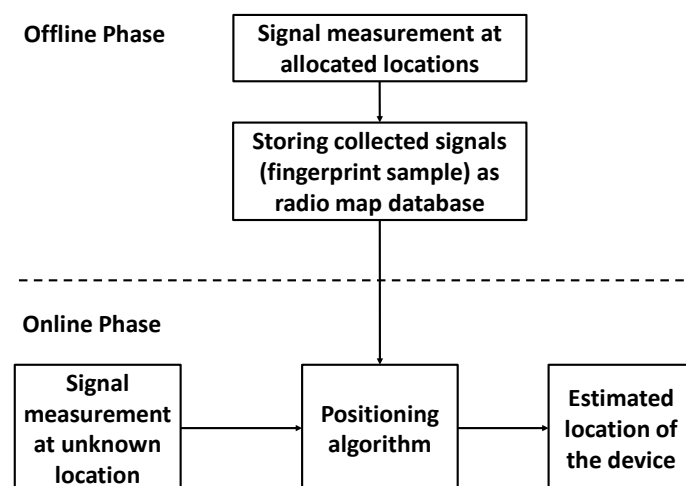 Offline Phase
Signal measurement at
allocated locations
Storing collected signals
(fingerprint sample) as
radio map database
Online Phase
Signal
measurement
at unknown
location
Positioning
algorithm
Estimated
location of
the device